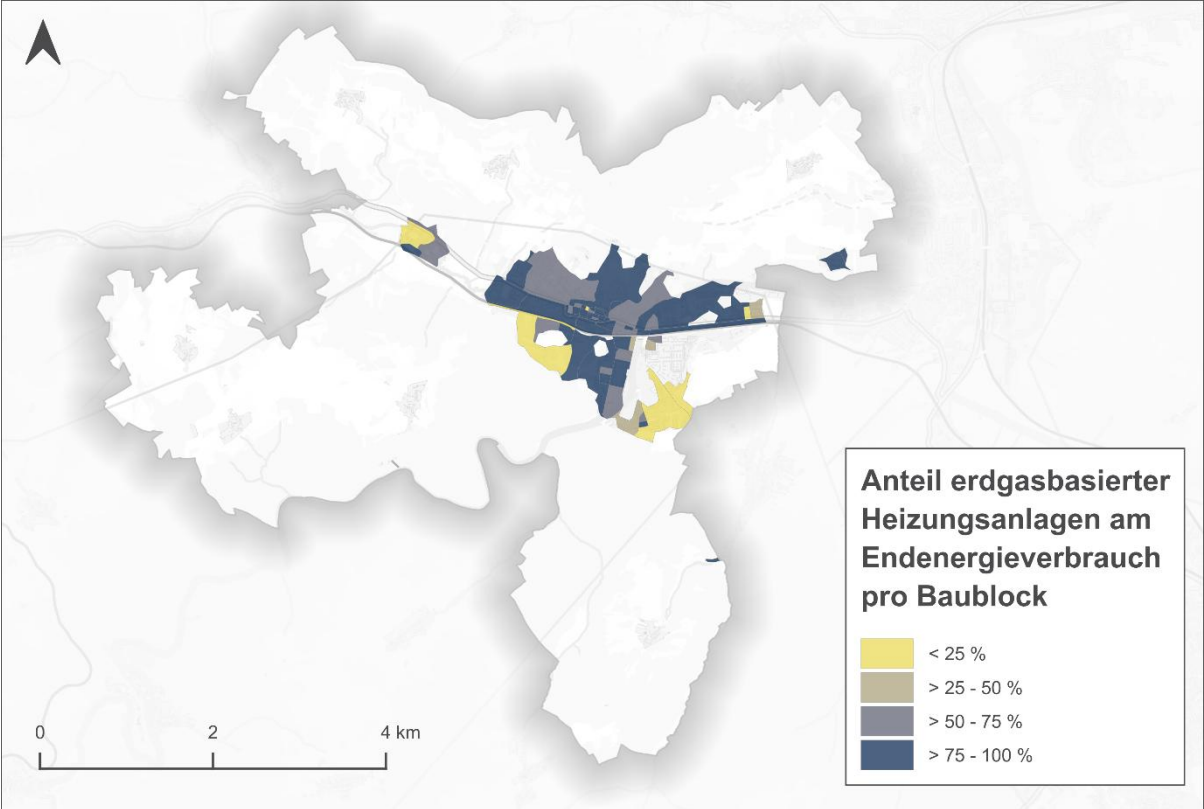 Anteil erdgasbasierter
Heizungsanlagen am
Endenergieverbrauch
pro Baublock
< 25 %
> 25 - 50 %
> 50 - 75 %
> 75 - 100 %
0 2 4 km